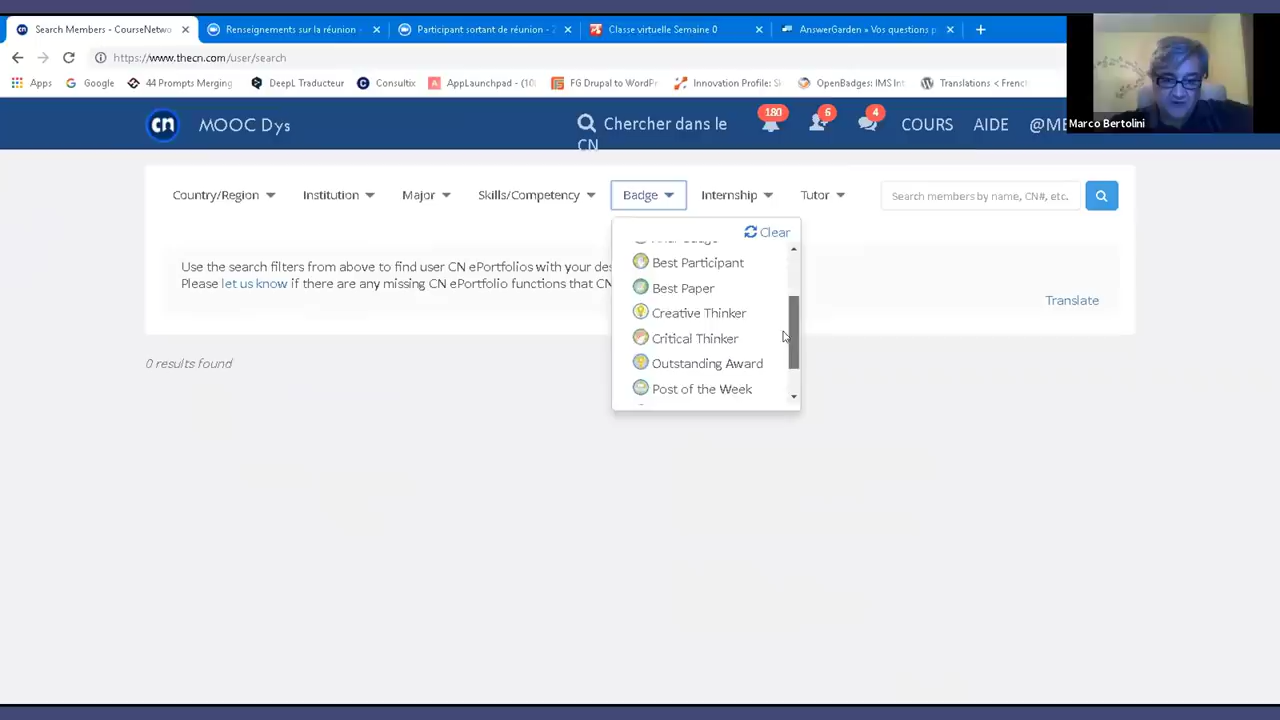 Search Members - CourseNetwo
Renseignements sur la réunion
Participant sortant de réunion - 2
Classe virtuelle Semaine 0
AnswerGarden » Vos questions p
https://www.thecn.com/user/search
Apps
Google
44 Prompts Merging
DeepL Traducteur
Consultix
AppLaunchpad - (10)
FG Drupal to WordPr
Innovation Profile: Sk
OpenBadges: IMS Int
Translations < Frenc
cn
MOOC Dys
Chercher dans le
CN
180
6
4
COURS
AIDE
@ME
Marco Bertolini
Country/Region
Institution
Major
Skills/Competency
Badge
Internship
Tutor
Search members by name, CN#, etc.
Clear
Use the search filters from above to find user CN ePortfolios with your des
Please let us know if there are any missing CN ePortfolio functions that CN
Best Participant
Best Paper
Creative Thinker
Critical Thinker
Outstanding Award
Post of the Week
Translate
0 results found